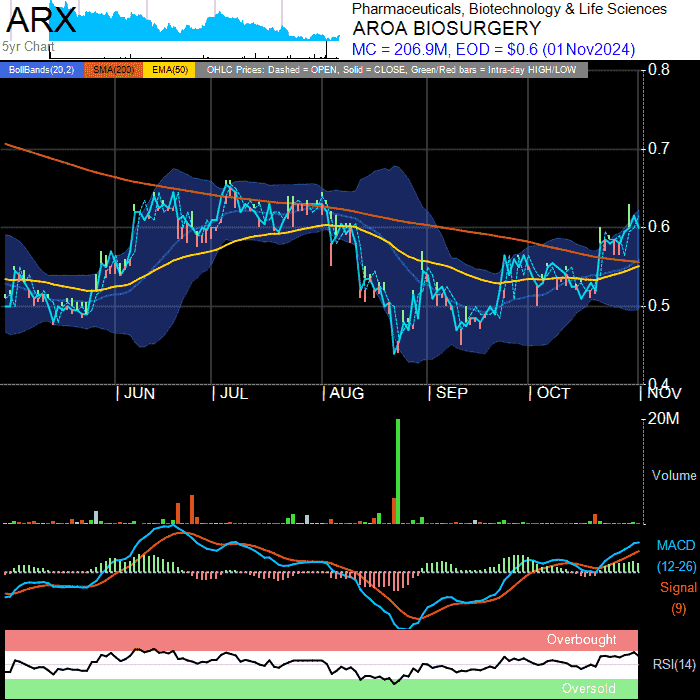 ARX
5yr Chart
Pharmaceuticals, Biotechnology & Life Sciences
AROA BIOSURGERY
MC = 206.9M, EOD = $0.6 (01Nov2024)
BollBands(20,2) SMA(200) EMA(50) OHLC Prices: Dashed = OPEN, Solid = CLOSE, Green/Red bars = Intra-day HIGH/LOW
0.8
0.7
0.6
0.5
0.4
JUN JUL AUG SEP OCT NOV
20M
Volume
MACD
(12-26)
Signal
(9)
Overbought
RSI(14)
Oversold